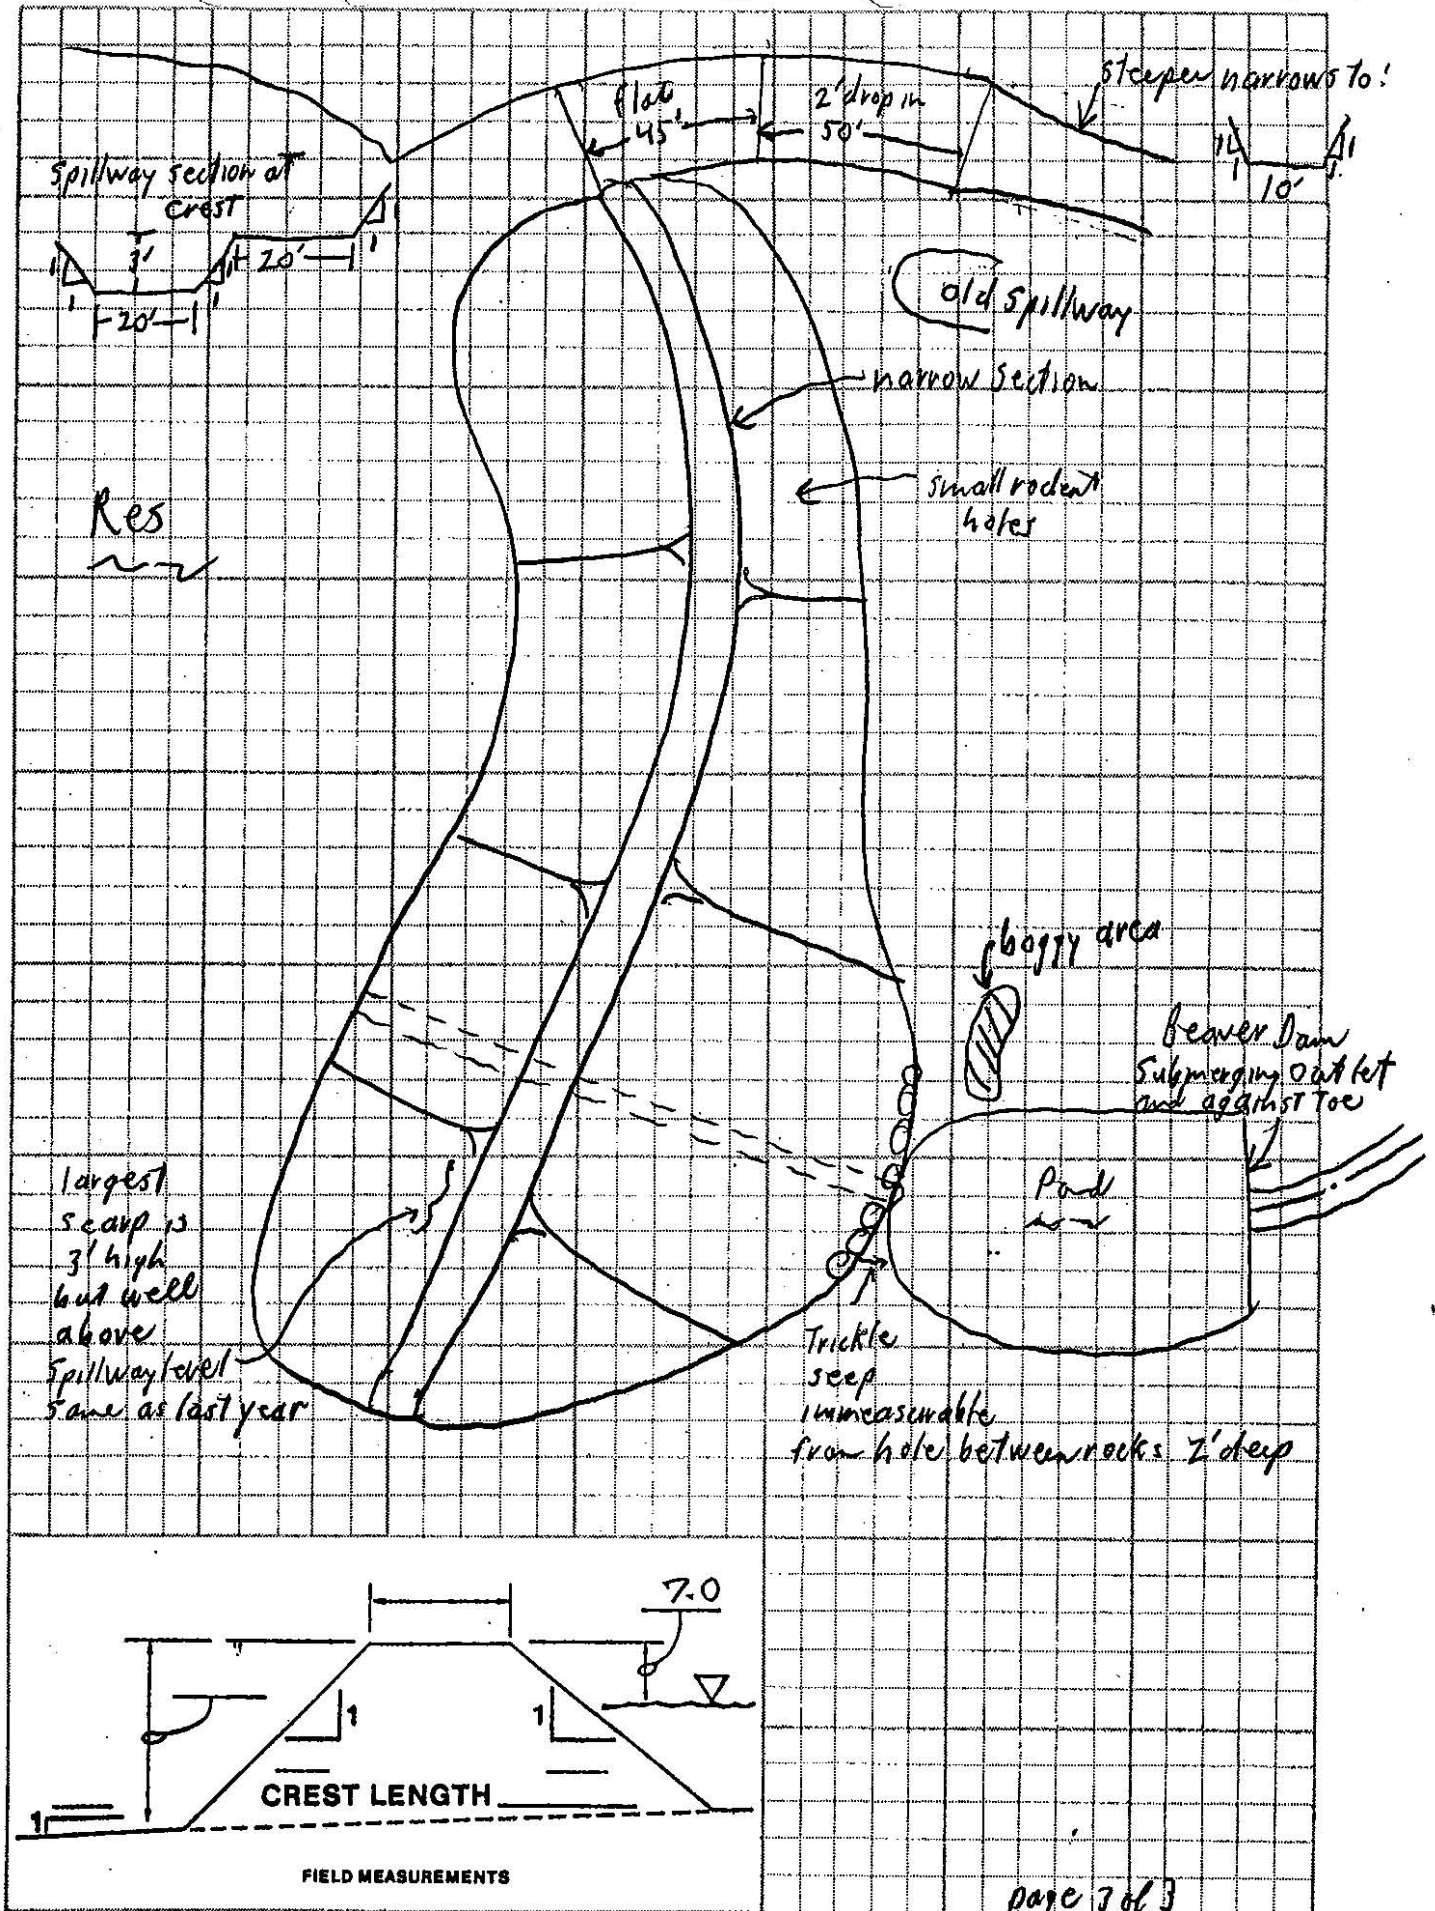 steeper narrows to:
flat
45'
2' drop in
50'
1
1
1
1
10'
spillway section at
crest
3'
20'
1
1
1
1
1
1
20'
old spillway
narrow section
small rodent
holes
Res
boggy area
Beaver Dam
Submerging Outlet
and against Toe
Pond
largest
scarp is
3' high
but well
above
spillway level
same as last year
Trickle
seep
immeasurable
from hole between rocks 2' deep
7.0
1
1
1
CREST LENGTH
FIELD MEASUREMENTS
page 3 of 3